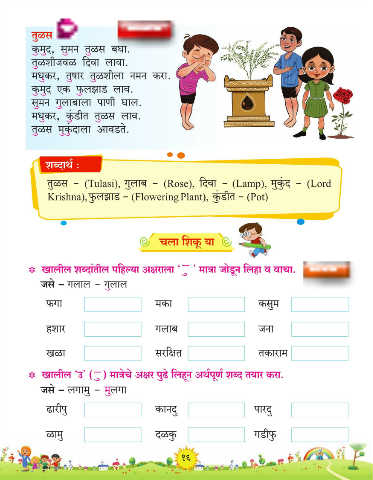 तुळस
कुमुद, सुमन तुळस बघा.
तुळशीजवळ दिवा लावा.
मधुकर, तुषार तुळशीला नमन करा.
कुमुद एक फुलझाड लाव.
सुमन गुलाबाला पाणी घाल.
मधुकर, कुंडीत तुळस लाव.
तुळस मुकुंदाला आवडते.
शब्दार्थ :
तुळस – (Tulasi), गुलाब – (Rose), दिवा – (Lamp), मुकुंद – (Lord
Krishna), फुलझाड – (Flowering Plant), कुंडीत – (Pot)
चला शिकू या
❉ खालील शब्दांतील पहिल्या अक्षराला ' ु ' मात्रा जोडून लिहा व वाचा.
जसे – गलाल – गुलाल
फगा मका कसुम
हशार गलाब जना
खळा सरक्षित तकाराम
❉ खालील 'उ' ( ु ) मात्रेचे अक्षर पुढे लिहून अर्थपूर्ण शब्द तयार करा.
जसे – लगामु – मुलगा
ढारीपु कानदु पारदु
ळामु दळकु गडीफु
१६